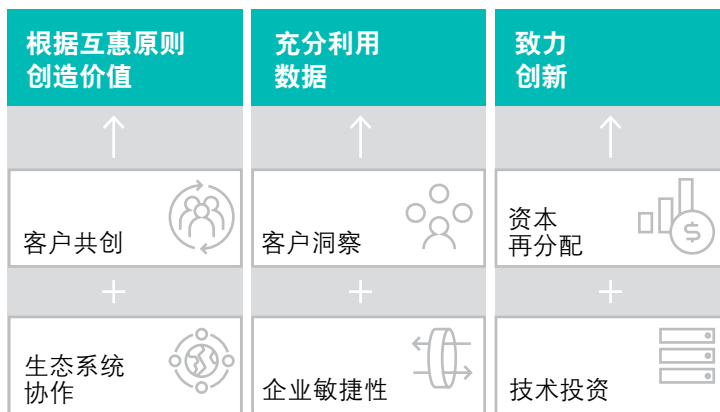 根据互惠原则
创造价值
充分利用
数据
致力
创新
客户共创
客户洞察
资本
再分配
生态系统
协作
企业敏捷性
技术投资